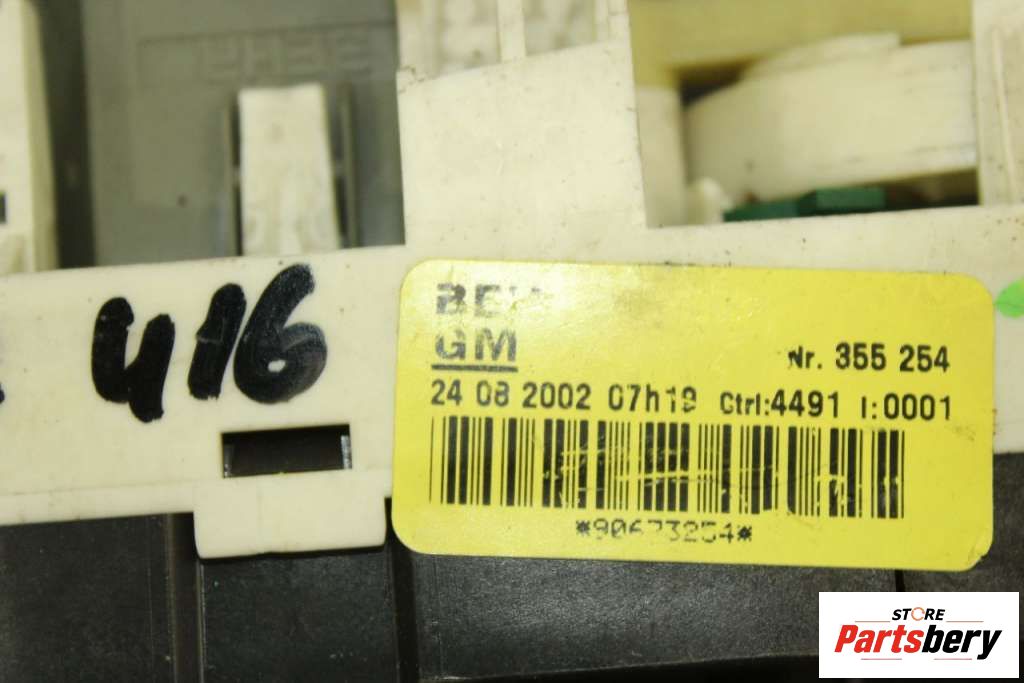 416
GM
Nr. 355 254
24 08 2002 07h19 Ctrl:4491 I:0001
*90673254*
STORE
Partsbery